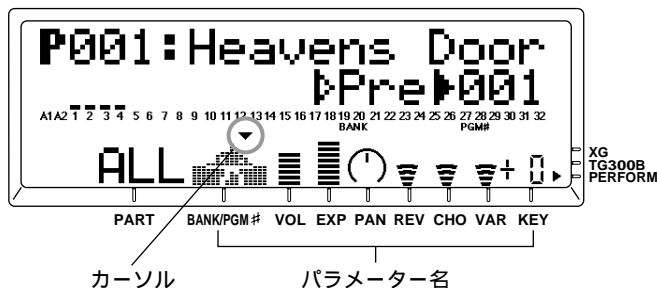 P001:Heavens Door
▷Pre▶001
A1 A2 1 2 3 4 5 6 7 8 9 10 11 12 13 14 15 16 17 18 19 20 21 22 23 24 25 26 27 28 29 30 31 32
BANK PGM#
XG
TG300B
PERFORM
ALL 0
PART BANK/PGM♯ VOL EXP PAN REV CHO VAR KEY
カーソル パラメーター名